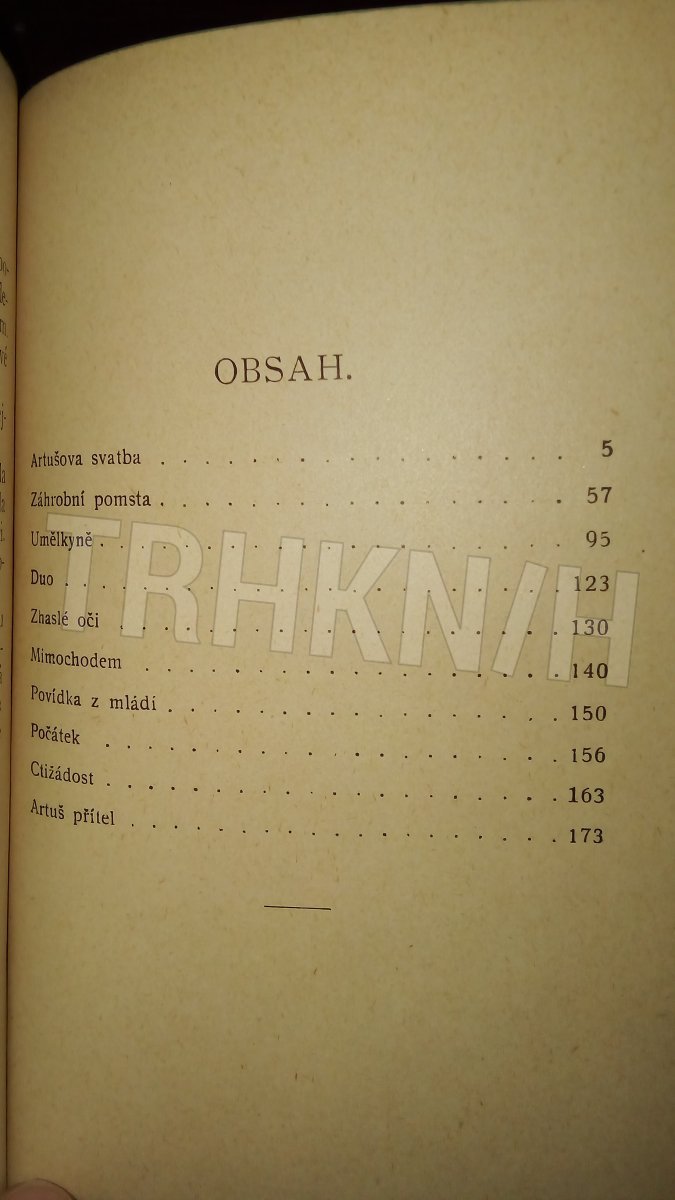 OBSAH.
Artušova svatba . . . . . . . . . . . . 5
Záhrobní pomsta . . . . . . . . . . . . 57
Umělkyně . . . . . . . . . . . . . 95
Duo . . . . . . . . . . . . . . 123
Zhaslé oči . . . . . . . . . . . . . 130
Mimochodem . . . . . . . . . . . . 140
Povídka z mládí . . . . . . . . . . . 150
Počátek . . . . . . . . . . . . . 156
Ctižádost . . . . . . . . . . . . . 163
Artuš přítel . . . . . . . . . . . . 173
TRHKN/H